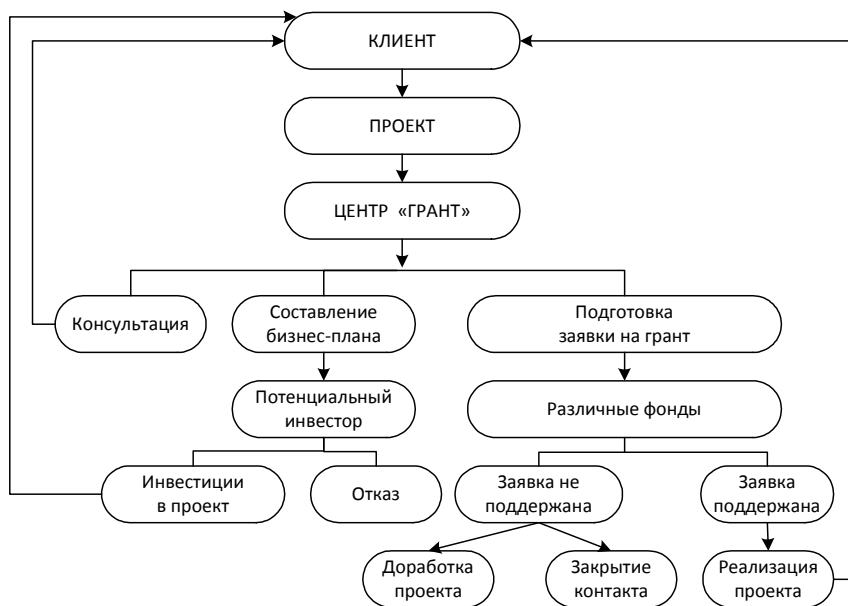 КЛИЕНТ
ПРОЕКТ
ЦЕНТР «ГРАНТ»
Консультация
Составление
бизнес-плана
Подготовка
заявки на грант
Потенциальный
инвестор
Различные фонды
Инвестиции
в проект
Отказ
Заявка не
поддержана
Заявка
поддержана
Доработка
проекта
Закрытие
контакта
Реализация
проекта